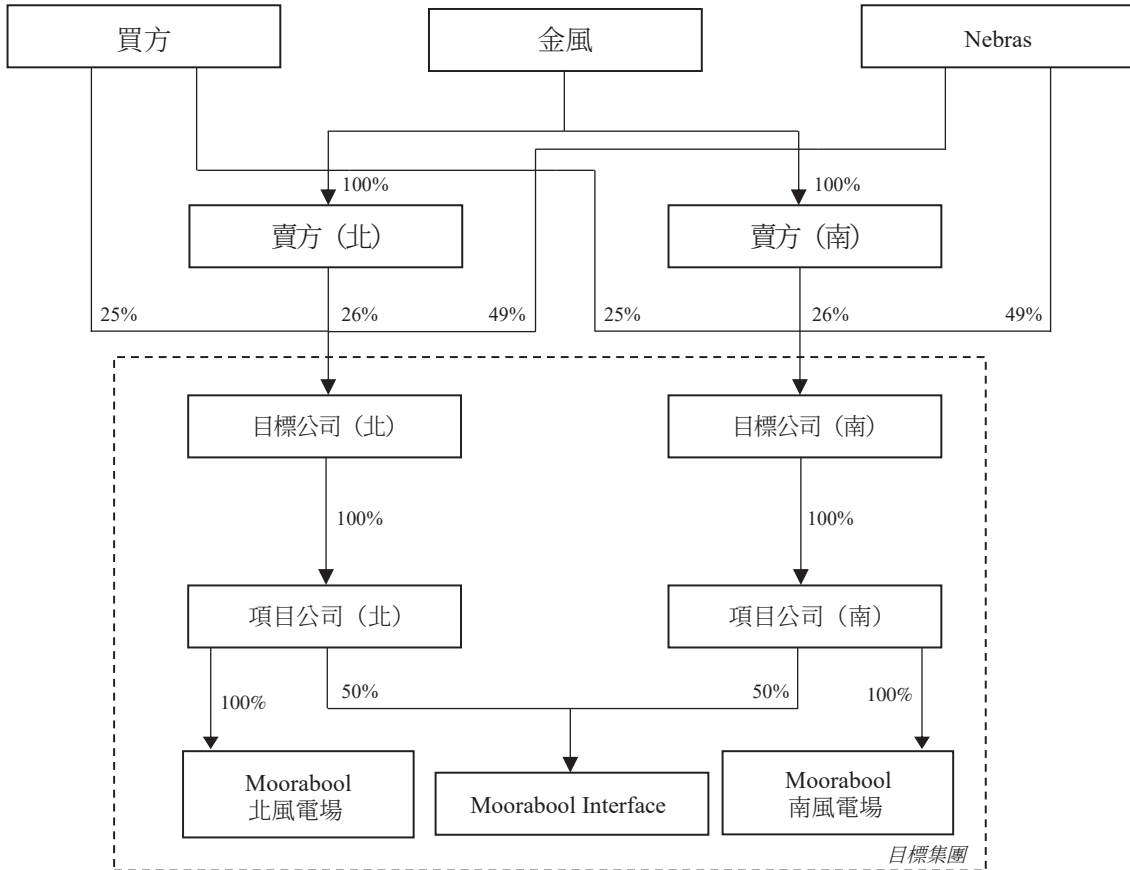 買方
金風
Nebras
100%
100%
賣方（北）
賣方（南）
25%
26%
49%
25%
26%
49%
目標公司（北）
目標公司（南）
100%
100%
項目公司（北）
項目公司（南）
100%
50%
50%
100%
Moorabool
北風電場
Moorabool Interface
Moorabool
南風電場
目標集團